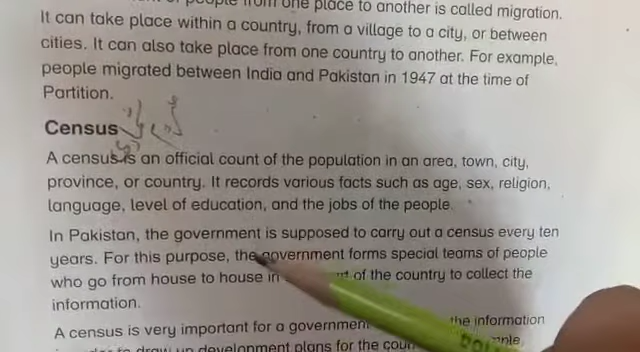 of people from one place to another is called migration.
It can take place within a country, from a village to a city, or between
cities. It can also take place from one country to another. For example,
people migrated between India and Pakistan in 1947 at the time of
Partition.
Census
A census is an official count of the population in an area, town, city,
province, or country. It records various facts such as age, sex, religion,
language, level of education, and the jobs of the people.
In Pakistan, the government is supposed to carry out a census every ten
years. For this purpose, the government forms special teams of people
who go from house to house in of the country to collect the
information.
A census is very important for a government the information
to draw up development plans for the